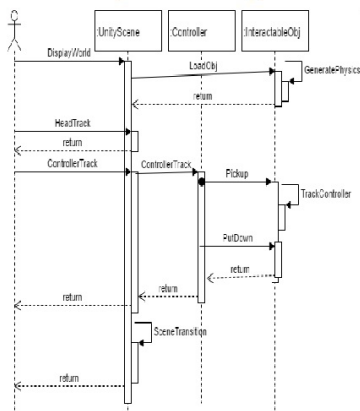 :UnityScene :Controller :InteractableObj
DisplayWorld
LoadObj
GeneratePhysics
return
HeadTrack
return
ControllerTrack ControllerTrack Pickup
TrackController
PutDown
return
return
return
SceneTransition
return